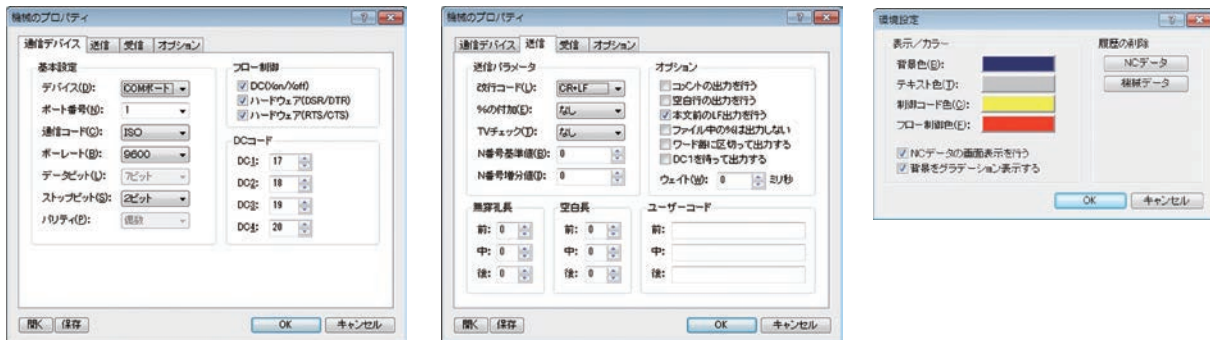 機械のプロパティ
通信デバイス 送信 受信 オプション
基本設定
デバイス(D): COMポート
ポート番号(N): 1
通信コード(C): ISO
ボーレート(B): 9600
データビット(L): 7ビット
ストップビット(S): 2ビット
パリティ(P): 偶数
フロー制御
DC(Xon/Xoff)
ハードウェア(DSR/DTR)
ハードウェア(RTS/CTS)
DCコード
DC1: 17
DC2: 18
DC3: 19
DC4: 20
開く 保存 OK キャンセル
機械のプロパティ
通信デバイス 送信 受信 オプション
送信パラメータ
改行コード(L): CR+LF
%の付加(E): なし
TVチェック(T): なし
N番号基準値(B): 0
N番号増分値(I): 0
オプション
コメントの出力を行う
空白行の出力を行う
本文前のLF出力を行う
ファイル中の%は出力しない
ワード毎に区切って出力する
DC1を待って出力する
ウェイト(W): 0 ミリ秒
無穿孔長
前: 0
中: 0
後: 0
空白長
前: 0
中: 0
後: 0
ユーザーコード
前:
中:
後:
開く 保存 OK キャンセル
環境設定
表示/カラー
背景色(B):
テキスト色(T):
制御コード色(C):
フロー制御色(F):
NCデータの画面表示を行う
背景をグラデーション表示する
履歴の削除
NCデータ
機械データ
OK キャンセル